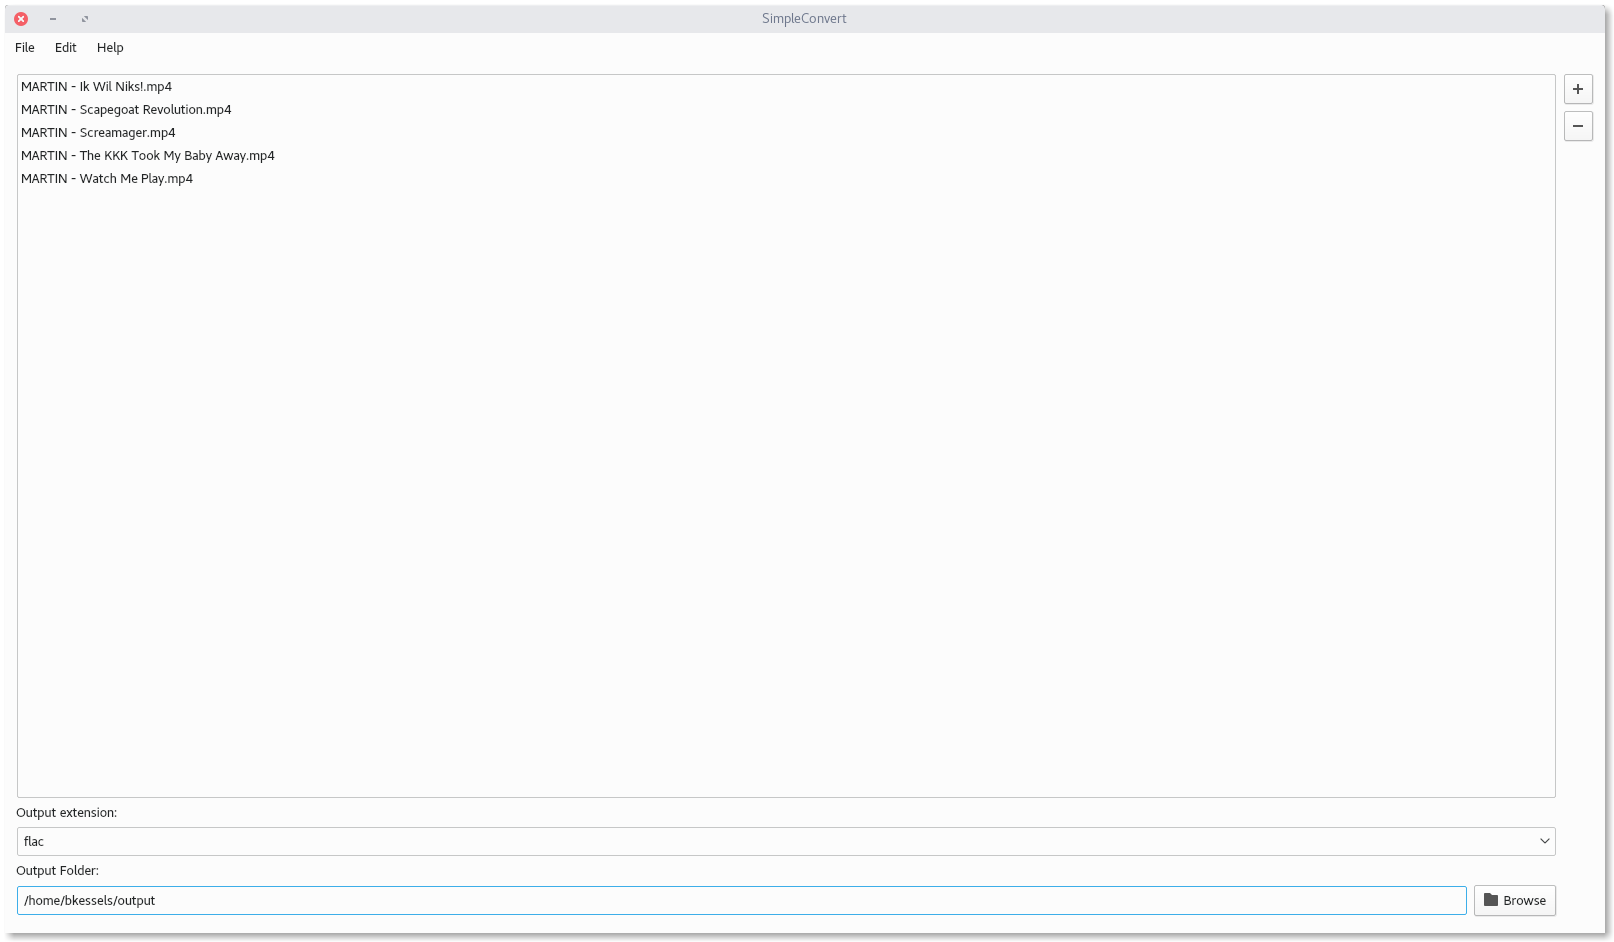 SimpleConvert
File Edit Help
MARTIN - Ik Wil Niks!.mp4
MARTIN - Scapegoat Revolution.mp4
MARTIN - Screamager.mp4
MARTIN - The KKK Took My Baby Away.mp4
MARTIN - Watch Me Play.mp4
Output extension:
flac
Output Folder:
/home/bkessels/output
Browse